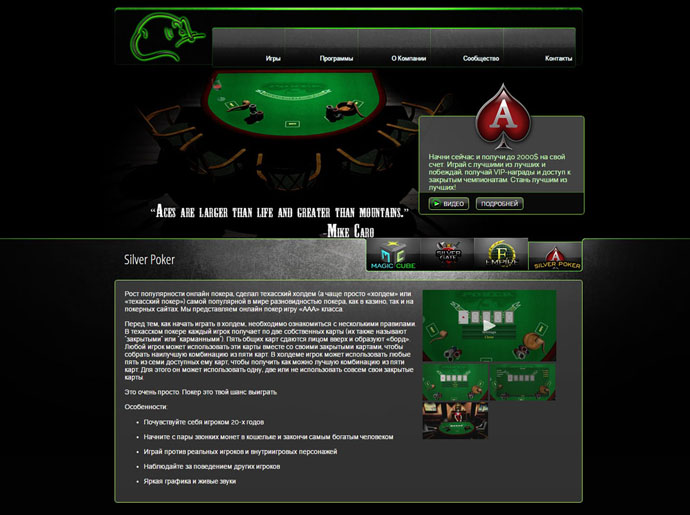 Игры
Программы
О Компании
Сообщество
Контакты
A
Начни сейчас и получи до 2000$ на свой
счет. Играй с лучшими из лучших и
побеждай, получай VIP-награды и доступ к
закрытым чемпионатам. Стань лучшим из
лучших!
ВИДЕО
ПОДРОБНЕЙ
"Aces are larger than life and greater than mountains."
-Mike Caro
Silver Poker
MAGIC CUBE
SILVER
GATE
E
EMPIRE
A
SILVER POKER
Рост популярности онлайн покера, сделал техасский холдем (а чаще просто «холдем» или
«техасский покер») самой популярной в мире разновидностью покера, как в казино, так и на
покерных сайтах. Мы представляем онлайн покер игру «ААА» класса.
Перед тем, как начать играть в холдем, необходимо ознакомиться с несколькими правилами.
В техасском покере каждый игрок получает по две собственных карты (их также называют
"закрытыми" или "карманными"). Пять общих карт сдаются лицом вверх и образуют «борд».
Любой игрок может использовать эти карты вместе со своими закрытыми картами, чтобы
собрать наилучшую комбинацию из пяти карт. В холдеме игрок может использовать любые
пять из семи доступных ему карт, чтобы получить как можно лучшую комбинацию из пяти
карт. Для этого он может использовать одну, две или не использовать совсем свои закрытые
карты.
Это очень просто. Покер это твой шанс выиграть.
Особенности:
Почувствуйте себя игроком 20-х годов
Начните с пары звонких монет в кошельке и закончи самым богатым человеком
Играй против реальных игроков и внутриигровых персонажей
Наблюдайте за поведением других игроков
Яркая графика и живые звуки